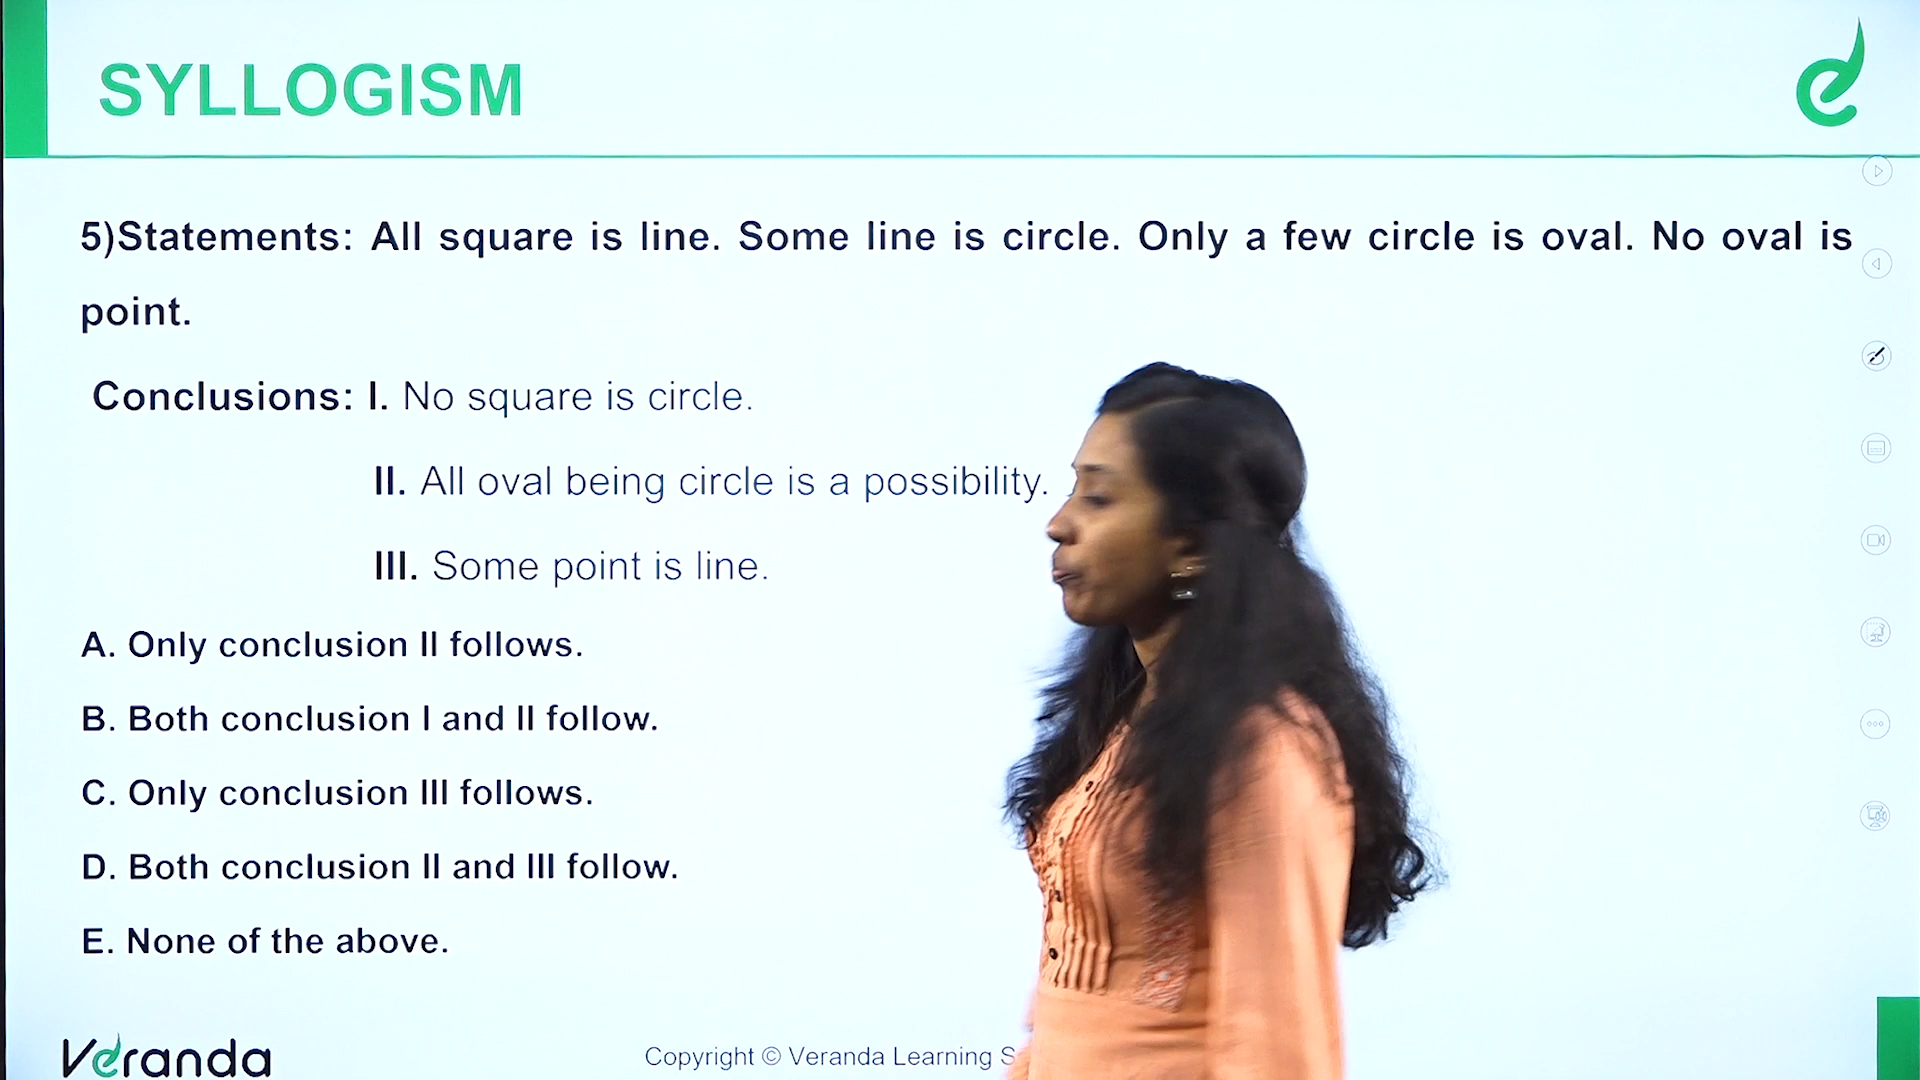 SYLLOGISM
5)Statements: All square is line. Some line is circle. Only a few circle is oval. No oval is
point.
Conclusions: I. No square is circle.
II. All oval being circle is a possibility.
III. Some point is line.
A. Only conclusion II follows.
B. Both conclusion I and II follow.
C. Only conclusion III follows.
D. Both conclusion II and III follow.
E. None of the above.
Veranda
Copyright © Veranda Learning